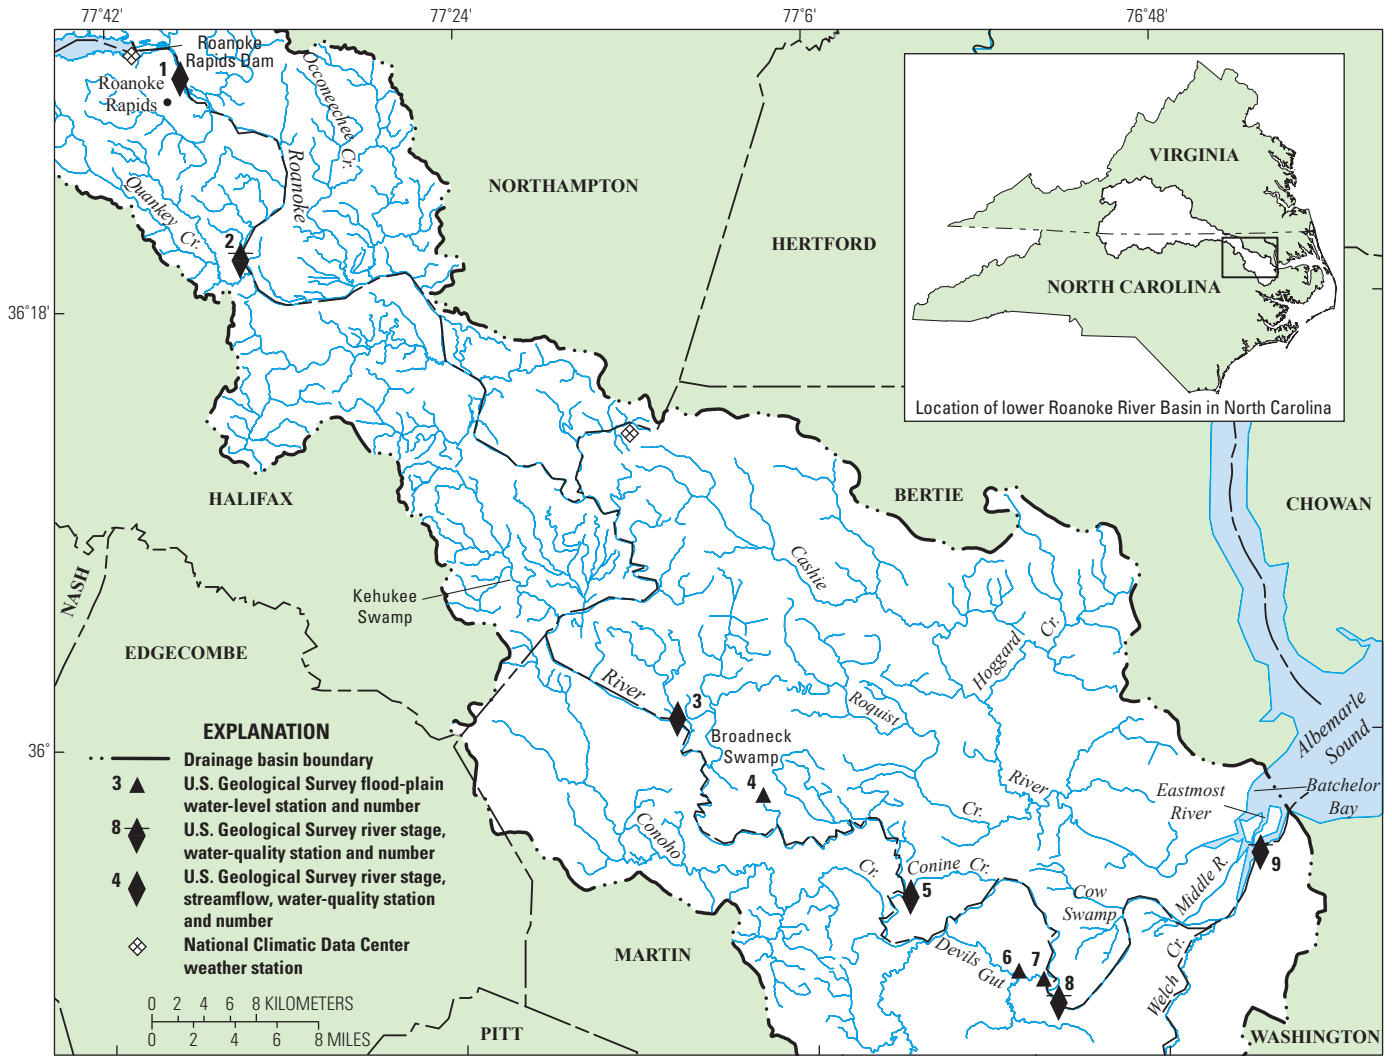 77°42'
77°24'
77°6'
76°48'
Roanoke
Rapids Dam
1
Roanoke
Rapids
Occoneechee Cr.
Roanoke
Quankey
Cr.
2
NORTHAMPTON
HERTFORD
VIRGINIA
NORTH CAROLINA
Location of lower Roanoke River Basin in North Carolina
36°18'
HALIFAX
BERTIE
CHOWAN
NASH
Cashie
Kehukee
Swamp
EDGECOMBE
Hoggard
Cr.
River
3
Roquist
Broadneck
Swamp
4
Albemarle
Sound
36°
River
Eastmost
River
Batchelor
Bay
Cr.
Conoho
Cr.
Conine Cr.
5
Cow
Swamp
Middle R.
9
MARTIN
Devils
Gut
6
7
8
Welch
Cr.
PITT
WASHINGTON
EXPLANATION
Drainage basin boundary
3 U.S. Geological Survey flood-plain
water-level station and number
8 U.S. Geological Survey river stage,
water-quality station and number
4 U.S. Geological Survey river stage,
streamflow, water-quality station
and number
National Climatic Data Center
weather station
0 2 4 6 8 KILOMETERS
0 2 4 6 8 MILES